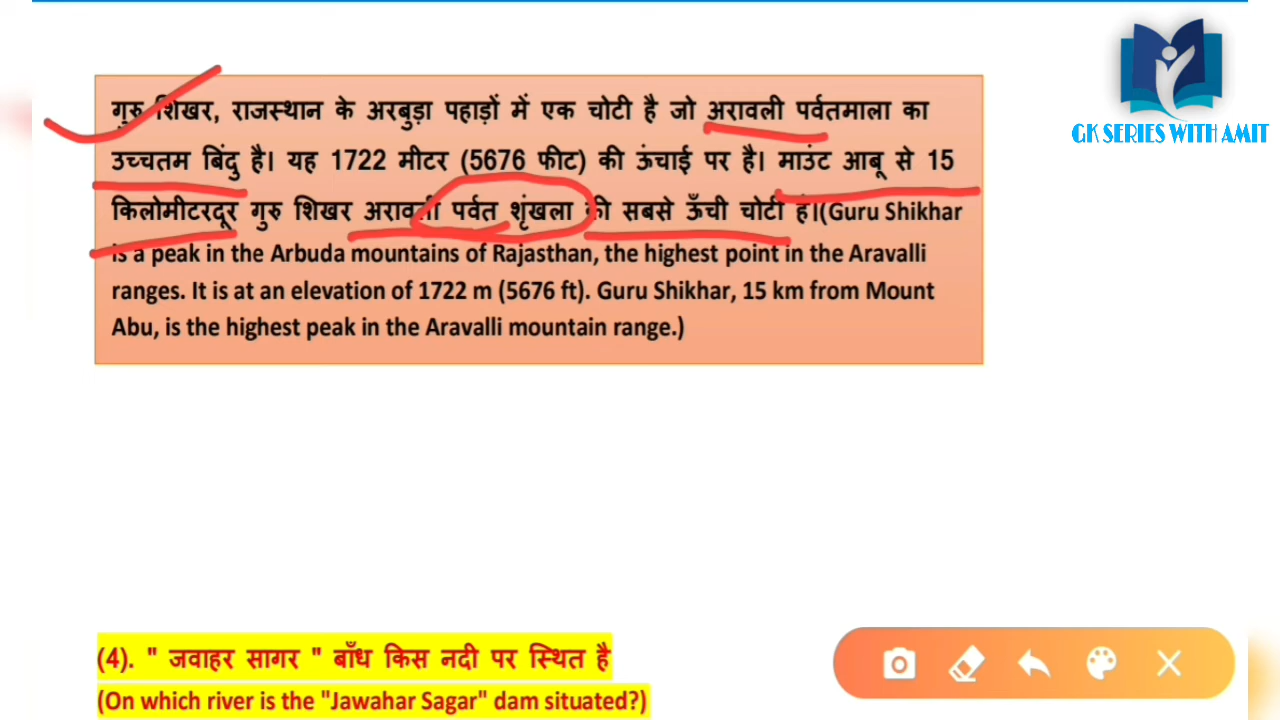 GK SERIES WITH AMIT
गुरु शिखर, राजस्थान के अरबुड़ा पहाड़ों में एक चोटी है जो अरावली पर्वतमाला का
उच्चतम बिंदु है। यह 1722 मीटर (5676 फीट) की ऊंचाई पर है। माउंट आबू से 15
किलोमीटरदूर गुरु शिखर अरावली पर्वत शृंखला की सबसे ऊँची चोटी है।(Guru Shikhar
is a peak in the Arbuda mountains of Rajasthan, the highest point in the Aravalli
ranges. It is at an elevation of 1722 m (5676 ft). Guru Shikhar, 15 km from Mount
Abu, is the highest peak in the Aravalli mountain range.)
(4). " जवाहर सागर " बाँध किस नदी पर स्थित है
(On which river is the "Jawahar Sagar" dam situated?)